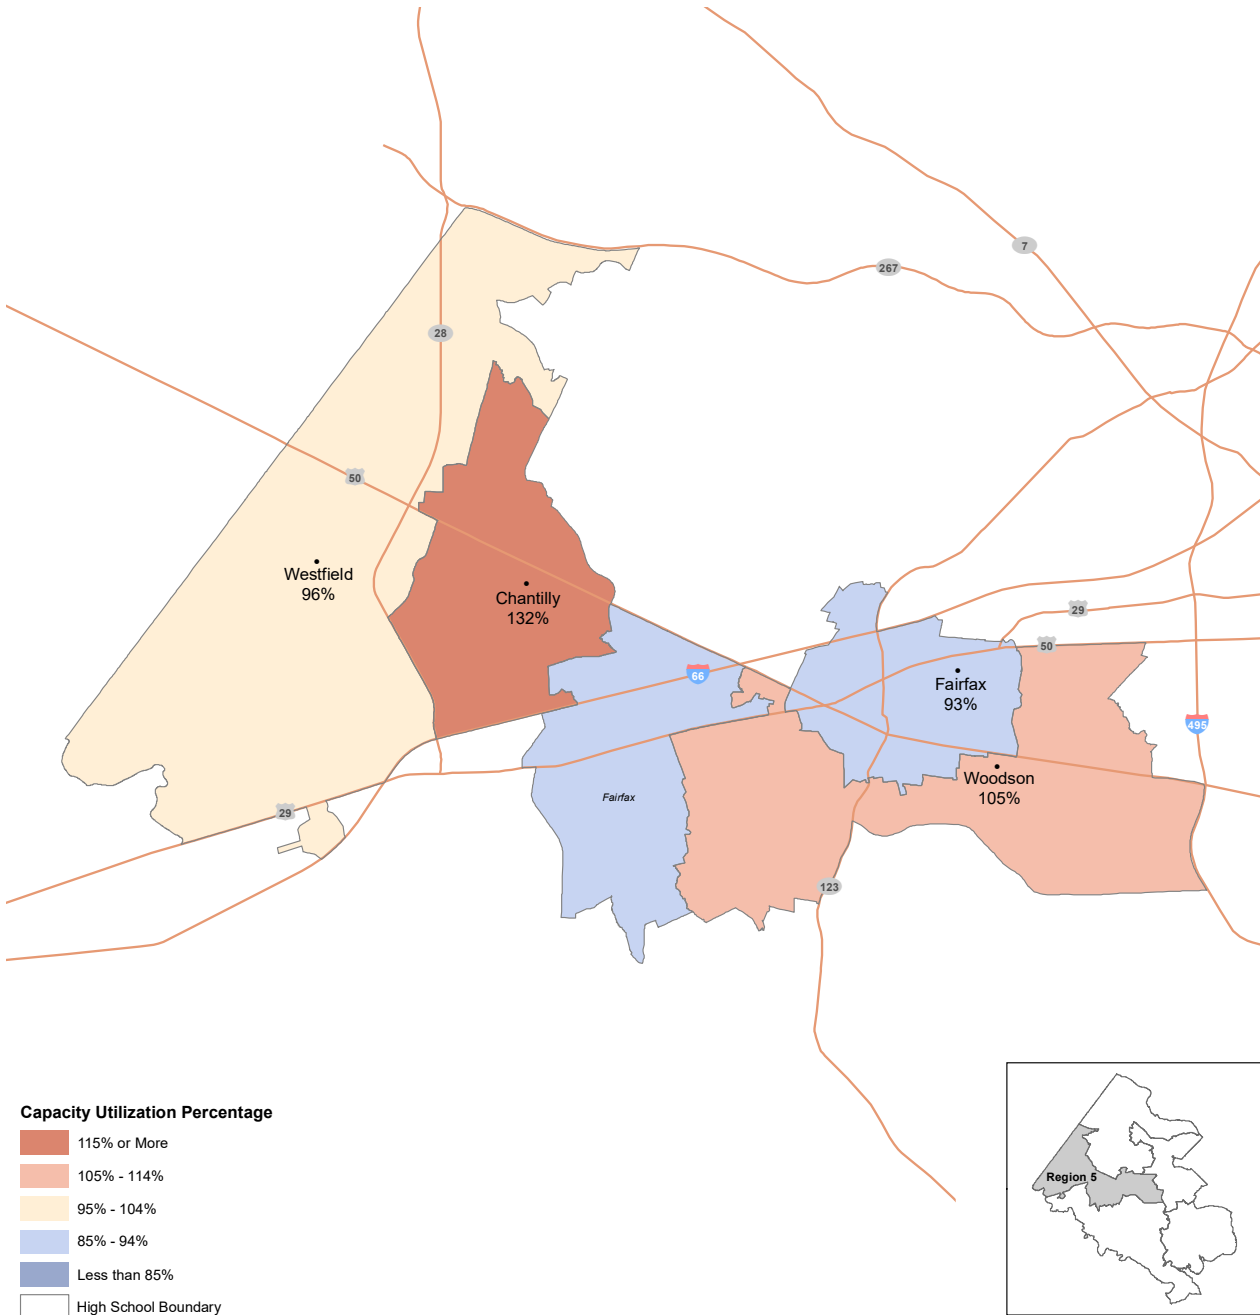 7
267
28
50
Westfield
96%
Chantilly
132%
29
50
66
Fairfax
93%
495
Woodson
105%
Fairfax
29
123
Capacity Utilization Percentage
115% or More
105% - 114%
95% - 104%
85% - 94%
Less than 85%
High School Boundary
Region 5